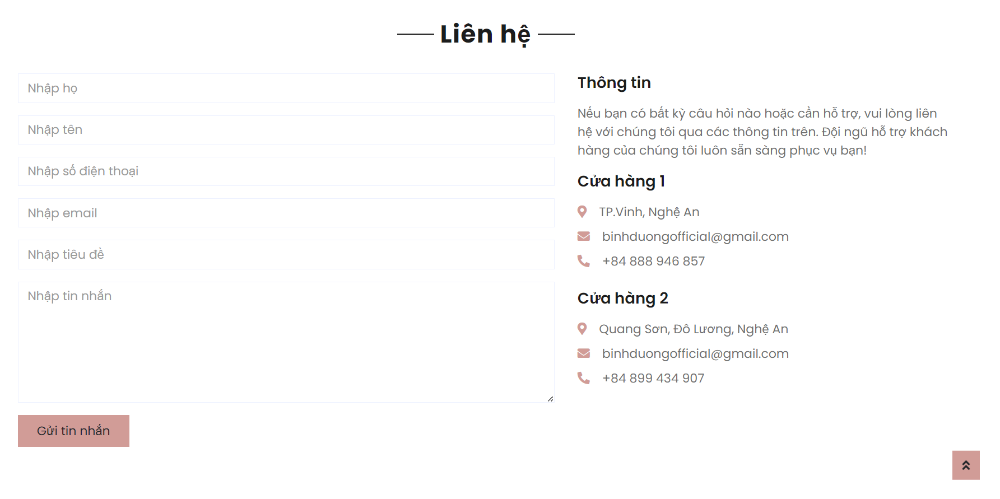 Liên hệ
Nhập họ
Nhập tên
Nhập số điện thoại
Nhập email
Nhập tiêu đề
Nhập tin nhắn
Gửi tin nhắn
Thông tin
Nếu bạn có bất kỳ câu hỏi nào hoặc cần hỗ trợ, vui lòng liên
hệ với chúng tôi qua các thông tin trên. Đội ngũ hỗ trợ khách
hàng của chúng tôi luôn sẵn sàng phục vụ bạn!
Cửa hàng 1
TP.Vinh, Nghệ An
binhduongofficial@gmail.com
+84 888 946 857
Cửa hàng 2
Quang Sơn, Đô Lương, Nghệ An
binhduongofficial@gmail.com
+84 899 434 907